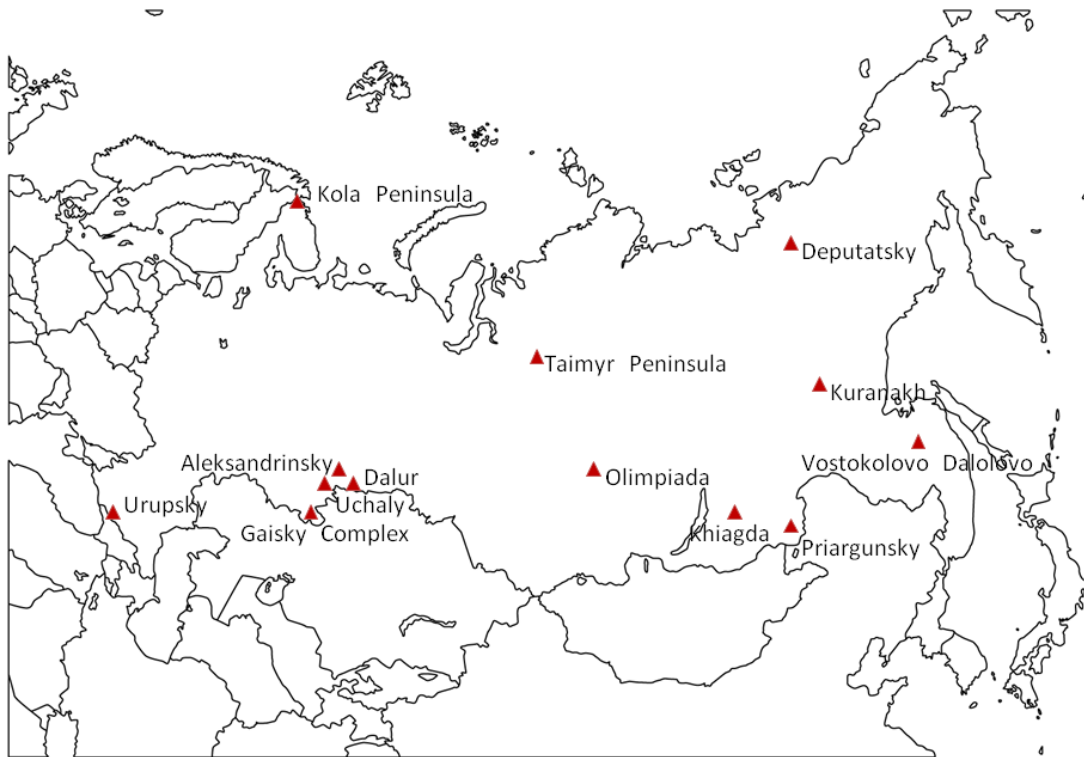 Kola Peninsula
Deputatsky
Taimyr Peninsula
Kuranakh
Aleksandrinsky
Dalur
Olimpiada
Vostokolovo Dalolovo
Urupsky
Uchaly
Gaisky Complex
Khiagda
Priargunsky